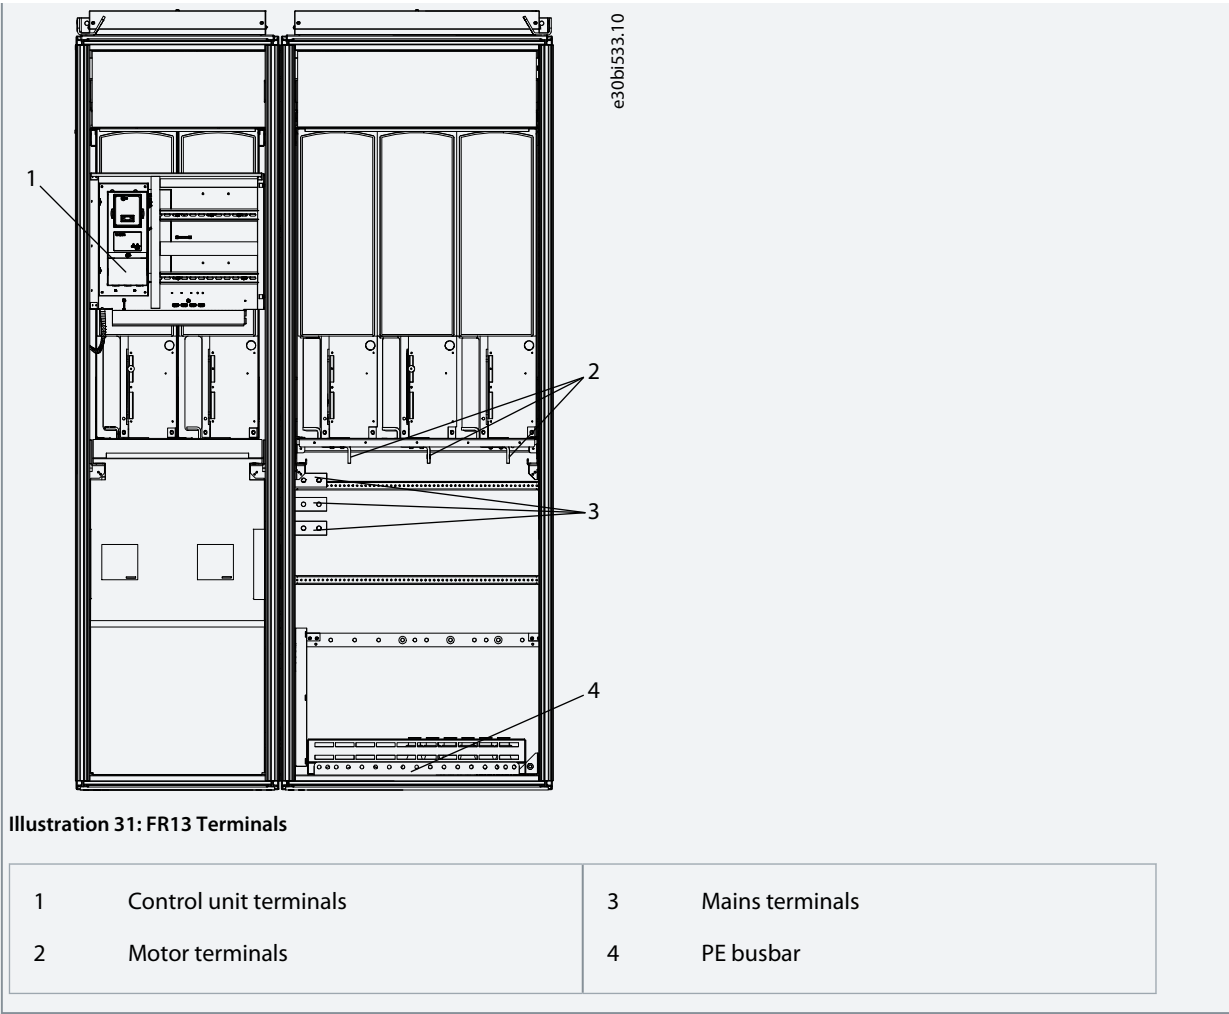 e30bi533.10
1
2
3
4
Illustration 31: FR13 Terminals
1 Control unit terminals
2 Motor terminals
3 Mains terminals
4 PE busbar